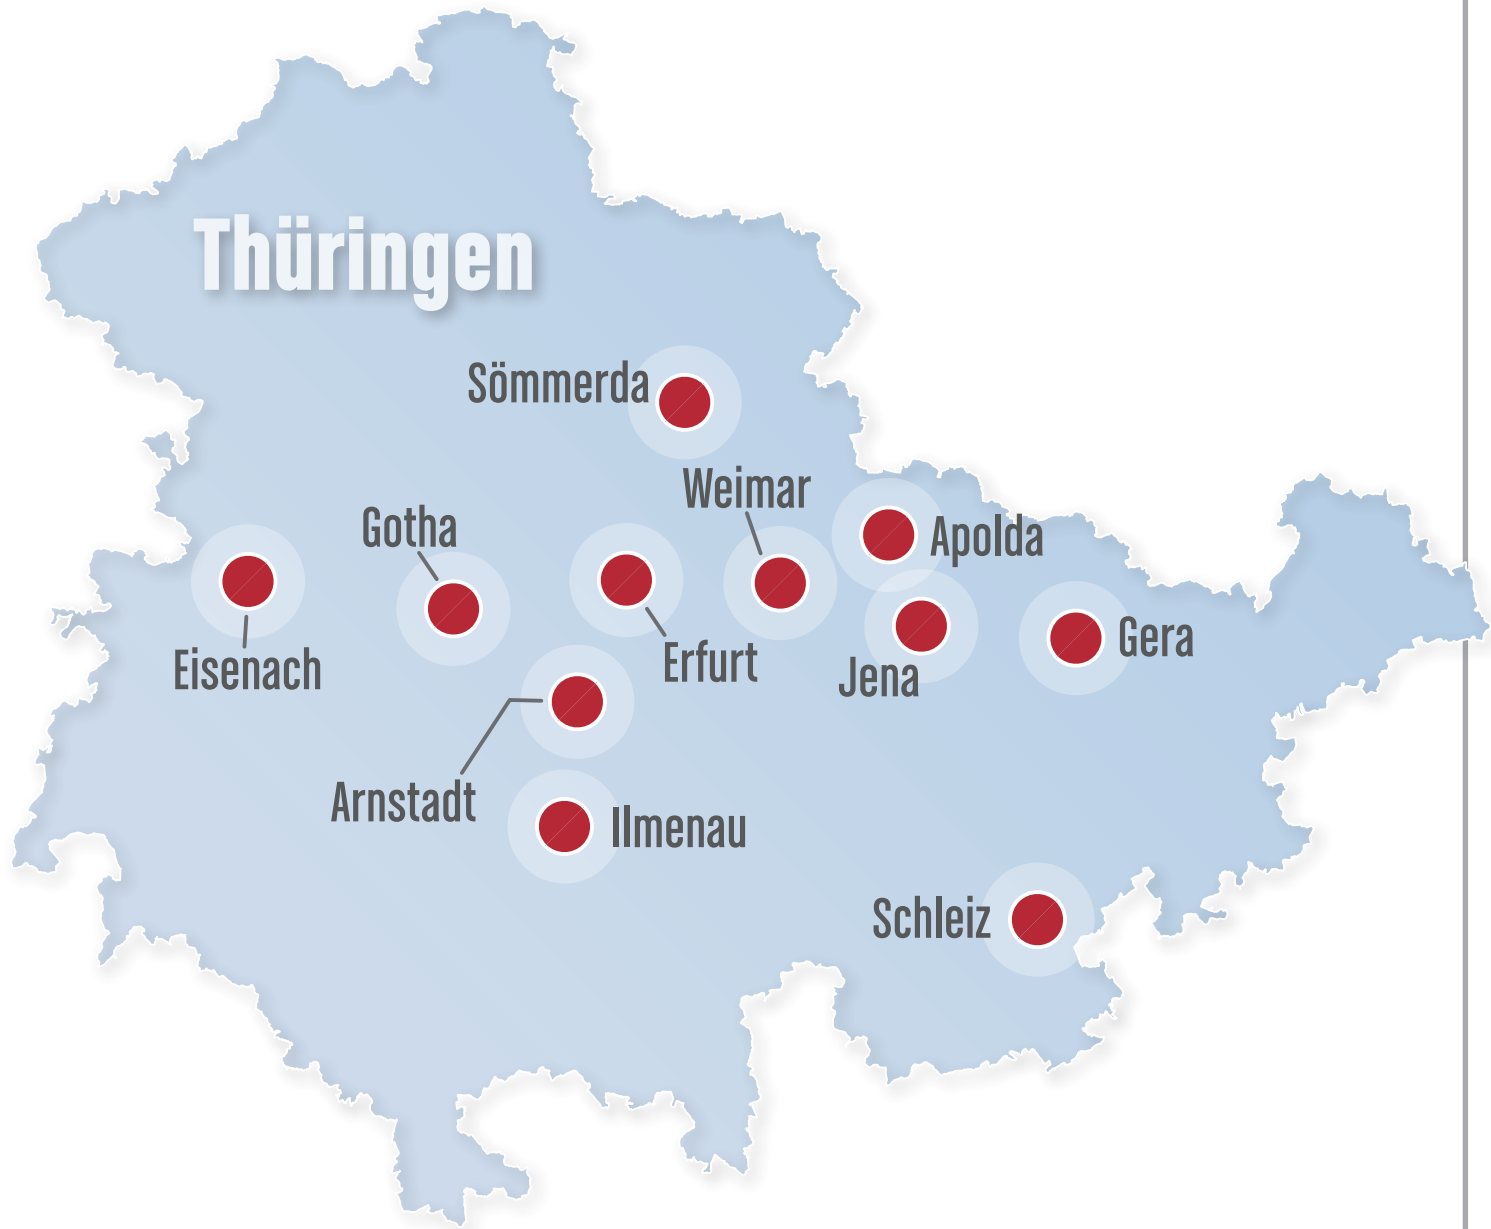 Thüringen
Sömmerda
Weimar
Gotha
Apolda
Eisenach
Erfurt
Jena
Gera
Arnstadt
Ilmenau
Schleiz